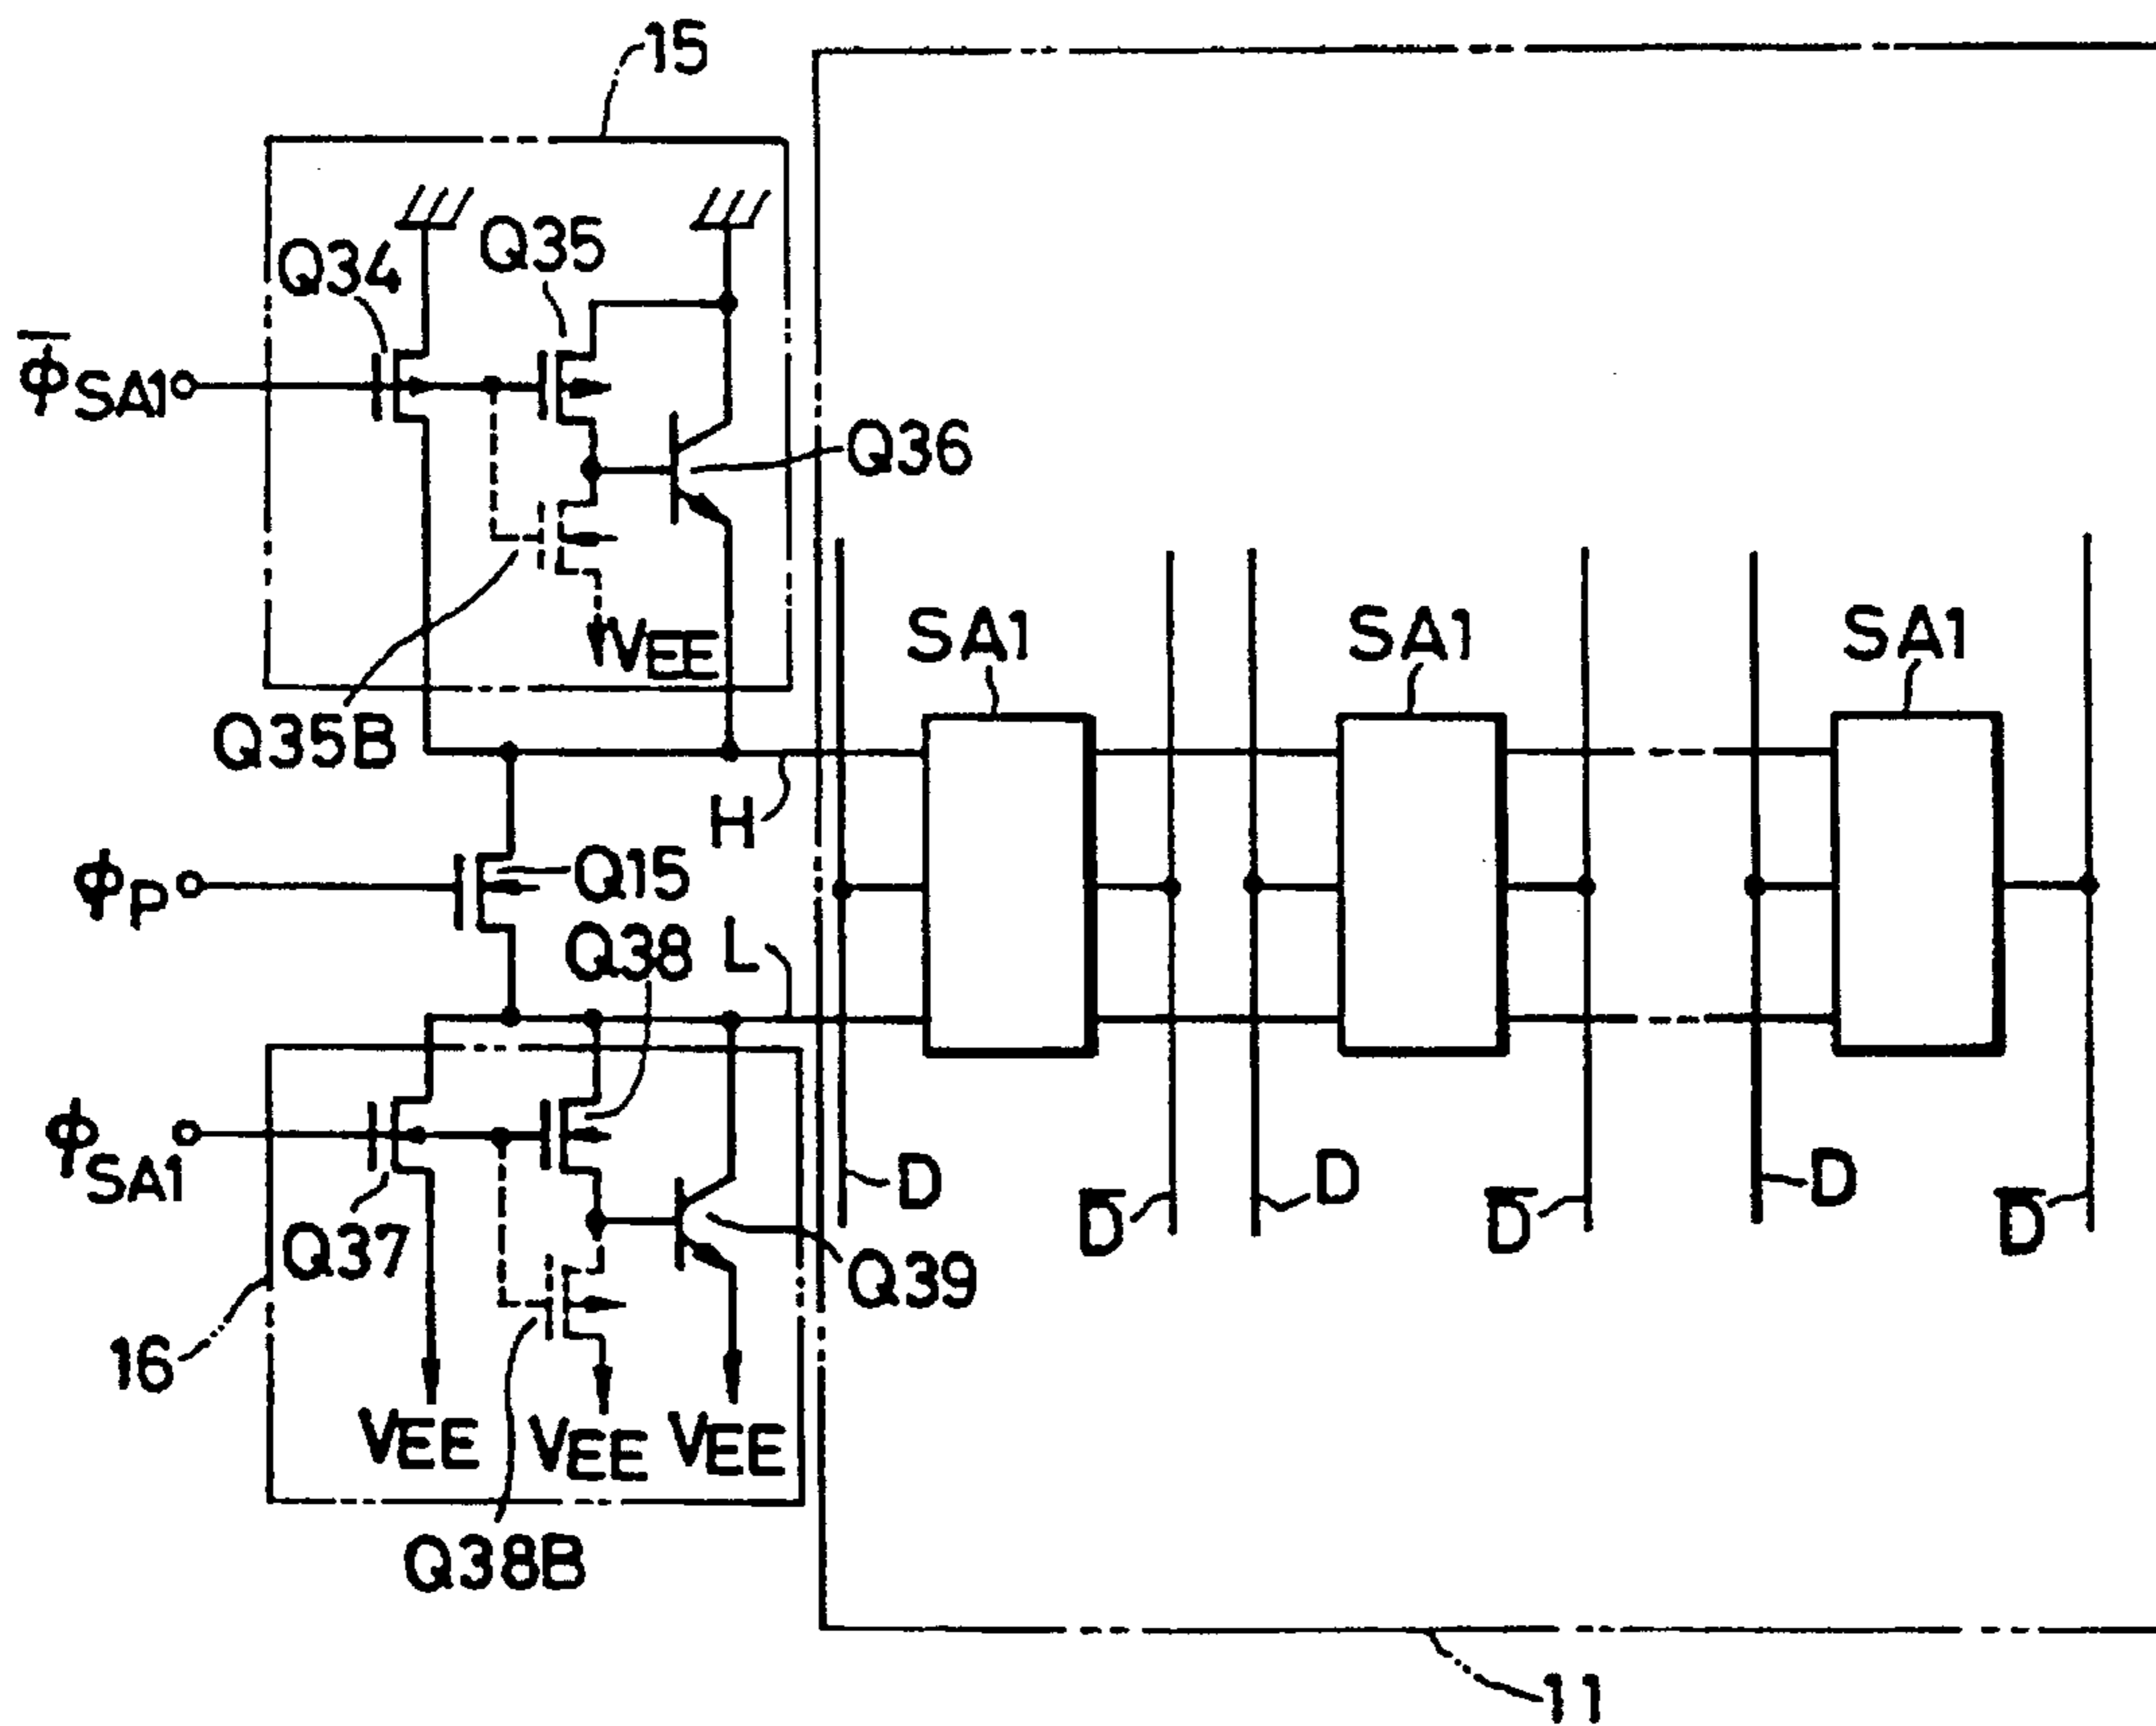 15
Q34
Q35
φ̅SA1
Q36
VEE
Q35B
SA1
SA1
SA1
H
φP
Q15
Q38
L
φSA1
D
D̅
D
D̅
D
D̅
Q37
Q39
16
VEE
VEE
VEE
Q38B
11